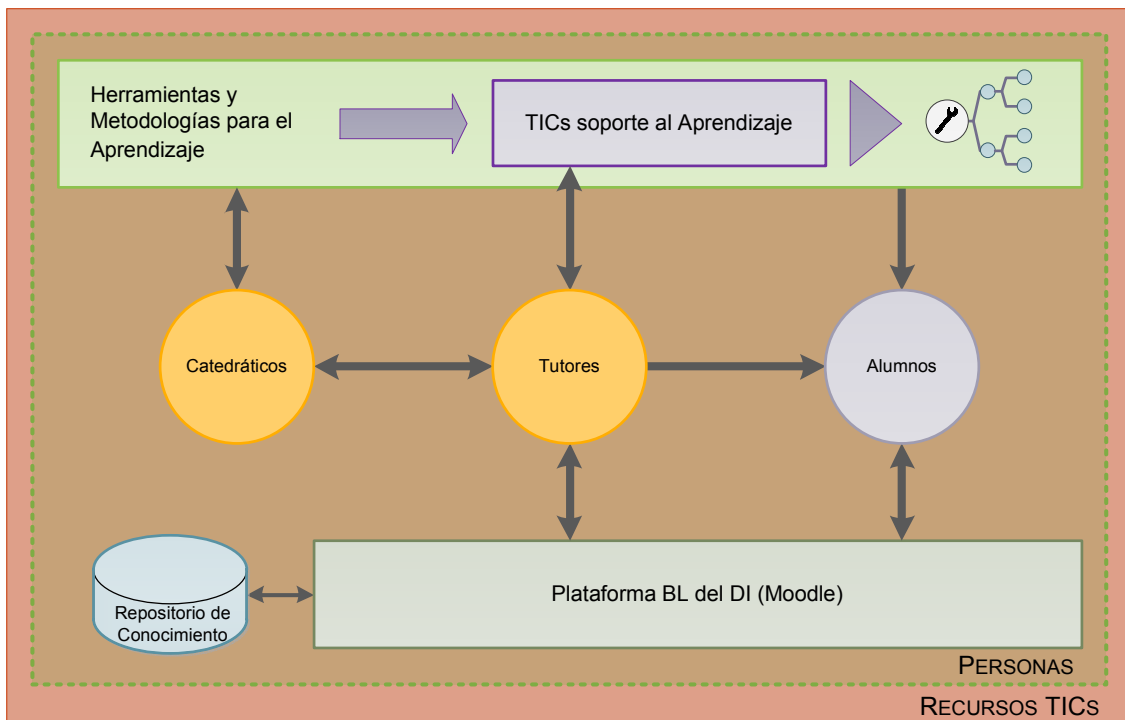 Herramientas y
Metodologías para el
Aprendizaje
TICs soporte al Aprendizaje
Catedráticos
Tutores
Alumnos
Repositorio de
Conocimiento
Plataforma BL del DI (Moodle)
PERSONAS
RECURSOS TICS